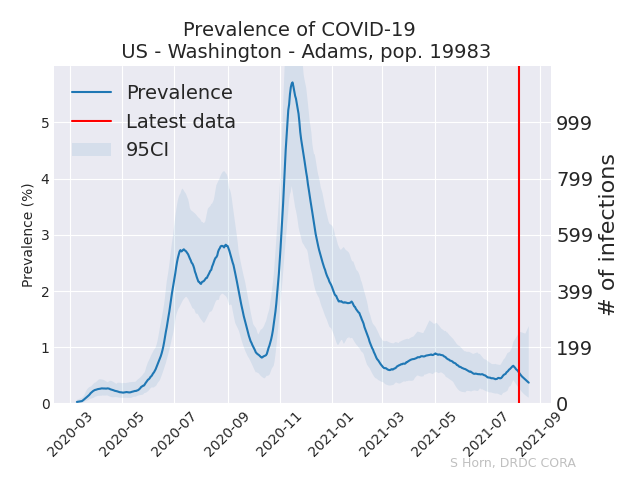 Prevalence of COVID-19
US - Washington - Adams, pop. 19983
Prevalence
Latest data
95CI
Prevalence (%)
5
4
3
2
1
0
999
799
599
399
199
0
# of infections
2020-03
2020-05
2020-07
2020-09
2020-11
2021-01
2021-03
2021-05
2021-07
2021-09
S Horn, DRDC CORA